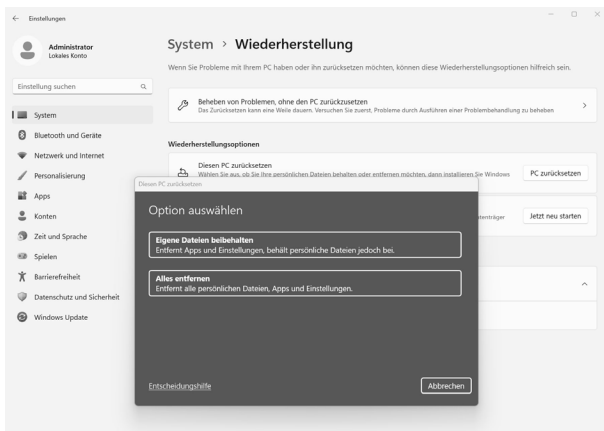 Einstellungen
Administrator
Lokales Konto
Einstellung suchen
System
Bluetooth und Geräte
Netzwerk und Internet
Personalisierung
Apps
Konten
Zeit und Sprache
Spielen
Barrierefreiheit
Datenschutz und Sicherheit
Windows Update
System > Wiederherstellung
Wenn Sie Probleme mit Ihrem PC haben oder ihn zurücksetzen möchten, können diese Wiederherstellungsoptionen hilfreich sein.
Beheben von Problemen, ohne den PC zurückzusetzen
Das Zurücksetzen kann eine Weile dauern. Versuchen Sie zuerst, Probleme durch Ausführen einer Problembehandlung zu beheben
Wiederherstellungsoptionen
Diesen PC zurücksetzen
Wählen Sie aus, ob Sie Ihre persönlichen Dateien behalten oder entfernen möchten, dann installieren Sie Windows
PC zurücksetzen
Jetzt neu starten
Diesen PC zurücksetzen
Option auswählen
Eigene Dateien beibehalten
Entfernt Apps und Einstellungen, behält persönliche Dateien jedoch bei.
Alles entfernen
Entfernt alle persönlichen Dateien, Apps und Einstellungen.
Entscheidungshilfe
Abbrechen